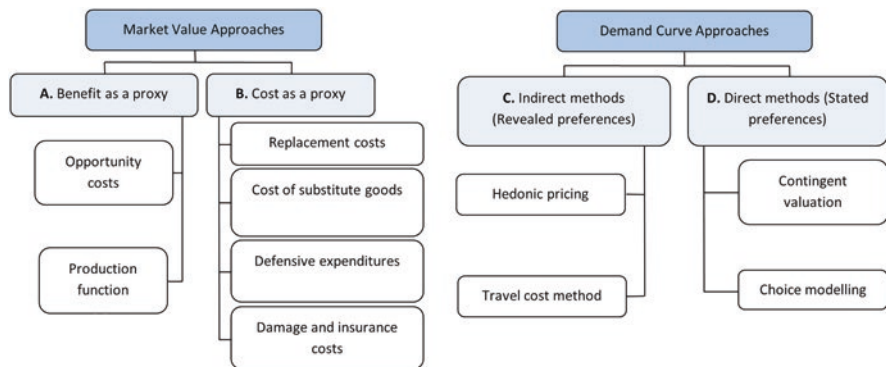 Market Value Approaches
A. Benefit as a proxy
B. Cost as a proxy
Opportunity
costs
Production
function
Replacement costs
Cost of substitute goods
Defensive expenditures
Damage and insurance
costs
Demand Curve Approaches
C. Indirect methods
(Revealed preferences)
D. Direct methods (Stated
preferences)
Hedonic pricing
Travel cost method
Contingent
valuation
Choice modelling